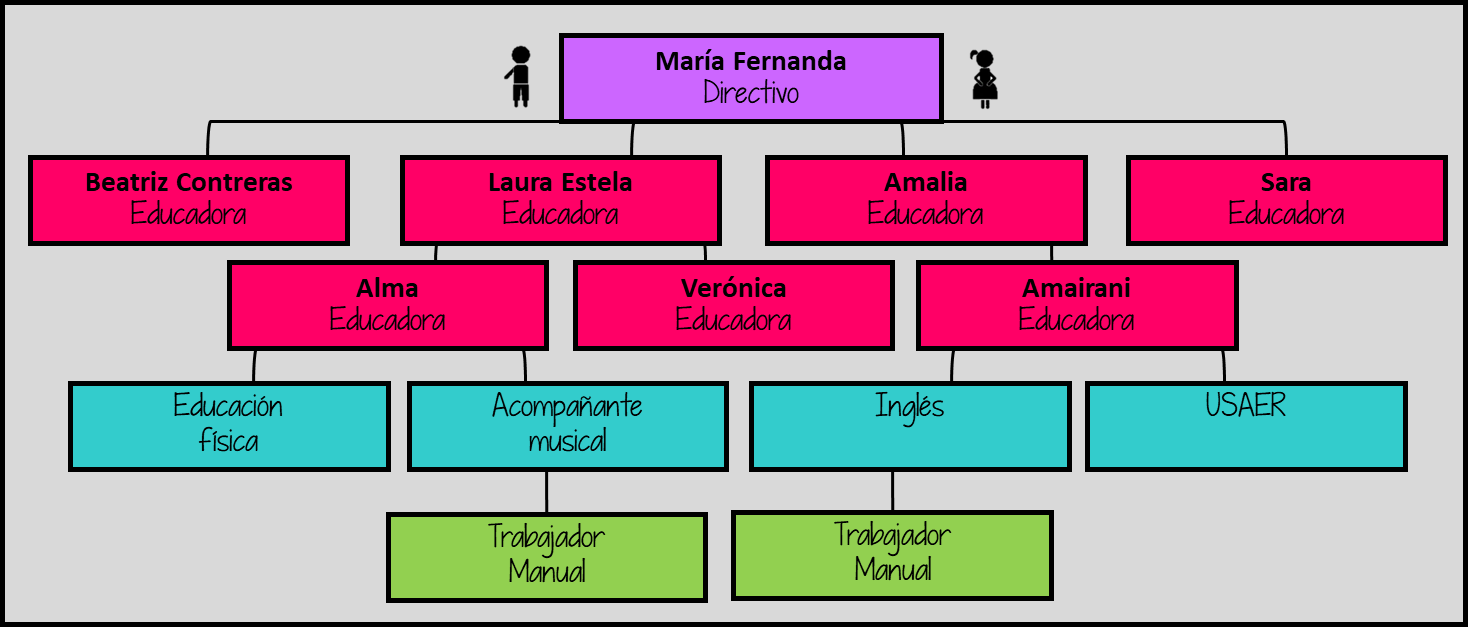 María Fernanda
Directivo
Beatriz Contreras
Educadora
Laura Estela
Educadora
Amalia
Educadora
Sara
Educadora
Alma
Educadora
Verónica
Educadora
Amairani
Educadora
Educación
física
Acompañante
musical
Inglés
USAER
Trabajador
Manual
Trabajador
Manual